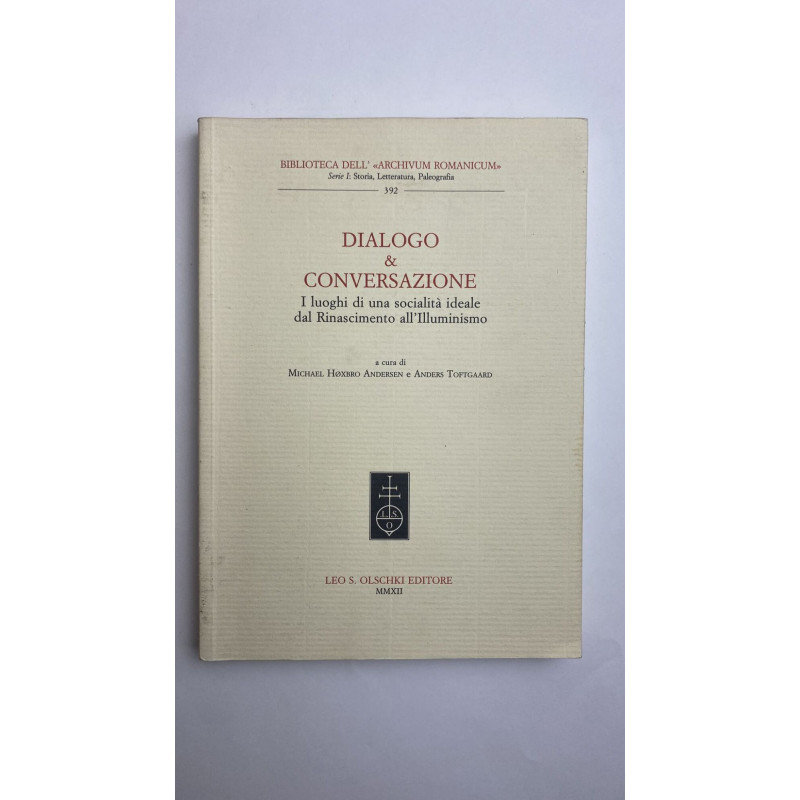 BIBLIOTECA DELL' «ARCHIVUM ROMANICUM»
Serie I: Storia, Letteratura, Paleografia
392
DIALOGO
&
CONVERSAZIONE
I luoghi di una socialità ideale
dal Rinascimento all'Illuminismo
a cura di
Michael Høxbro Andersen e Anders Toftgaard
L. S.
O
LEO S. OLSCHKI EDITORE
MMXII